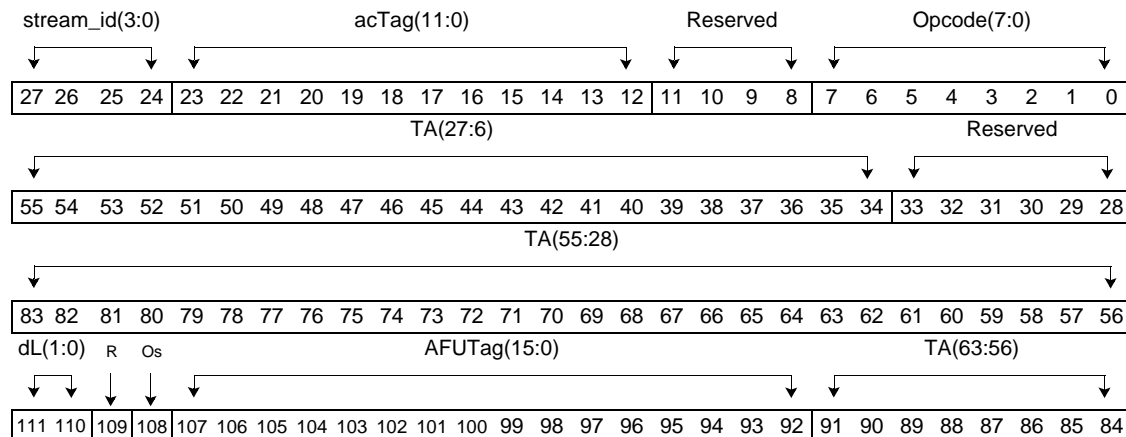 stream_id(3:0) acTag(11:0) Reserved Opcode(7:0)
27 26 25 24 23 22 21 20 19 18 17 16 15 14 13 12 11 10 9 8 7 6 5 4 3 2 1 0
TA(27:6) Reserved
55 54 53 52 51 50 49 48 47 46 45 44 43 42 41 40 39 38 37 36 35 34 33 32 31 30 29 28
TA(55:28)
83 82 81 80 79 78 77 76 75 74 73 72 71 70 69 68 67 66 65 64 63 62 61 60 59 58 57 56
dL(1:0) R Os AFUTag(15:0) TA(63:56)
111 110 109 108 107 106 105 104 103 102 101 100 99 98 97 96 95 94 93 92 91 90 89 88 87 86 85 84